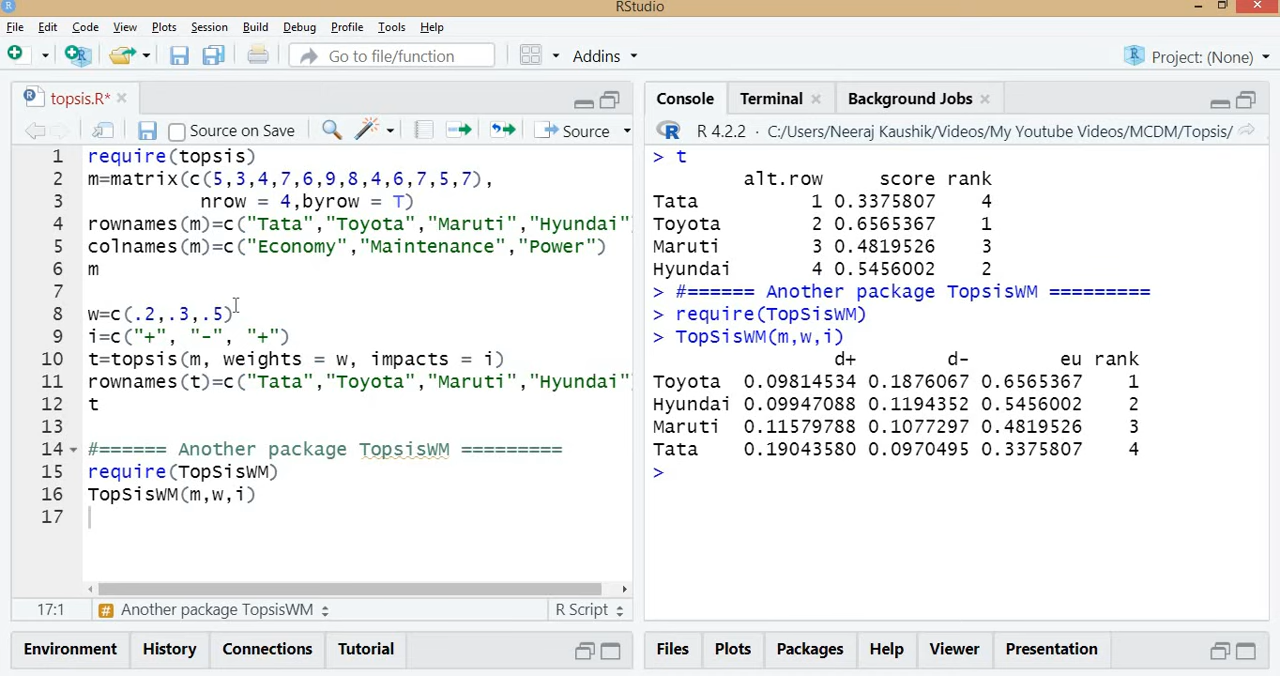 RStudio
File Edit Code View Plots Session Build Debug Profile Tools Help
Go to file/function Addins Project: (None)
topsis.R*
Source on Save Source
1 require(topsis)
2 m=matrix(c(5,3,4,7,6,9,8,4,6,7,5,7),
3 nrow = 4,byrow = T)
4 rownames(m)=c("Tata","Toyota","Maruti","Hyundai"
5 colnames(m)=c("Economy","Maintenance","Power")
6 m
7
8 w=c(.2,.3,.5)
9 i=c("+", "-", "+")
10 t=topsis(m, weights = w, impacts = i)
11 rownames(t)=c("Tata","Toyota","Maruti","Hyundai"
12 t
13
14 #====== Another package TopsisWM =========
15 require(TopSisWM)
16 TopSisWM(m,w,i)
17
17:1 # Another package TopsisWM R Script
Environment History Connections Tutorial
Console Terminal Background Jobs
R 4.2.2 · C:/Users/Neeraj Kaushik/Videos/My Youtube Videos/MCDM/Topsis/
> t
alt.row score rank
Tata 1 0.3375807 4
Toyota 2 0.6565367 1
Maruti 3 0.4819526 3
Hyundai 4 0.5456002 2
> #====== Another package TopsisWM =========
> require(TopSisWM)
> TopSisWM(m,w,i)
d+ d- eu rank
Toyota 0.09814534 0.1876067 0.6565367 1
Hyundai 0.09947088 0.1194352 0.5456002 2
Maruti 0.11579788 0.1077297 0.4819526 3
Tata 0.19043580 0.0970495 0.3375807 4
>
Files Plots Packages Help Viewer Presentation